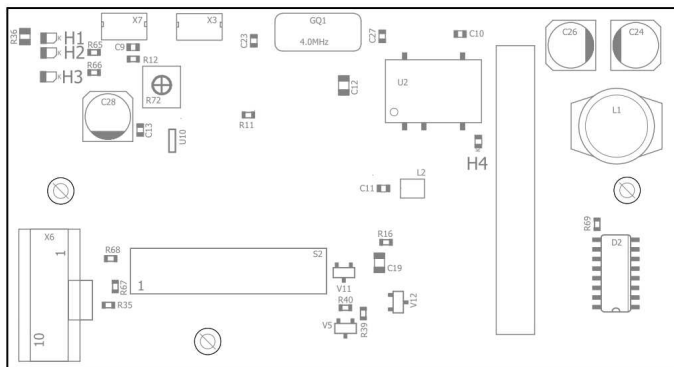 R36
K H1
K H2
K H3
R65
R66
X7
C9
R12
R72
X3
C23
GQ1
4.0MHz
C27
C10
C26
C24
C28
C13
U10
R11
C12
U2
H4
L1
L2
C11
X6
1
10
R68
R67
R35
S2
1
R16
C19
V11
R40
R39
V5
V12
R69
D2